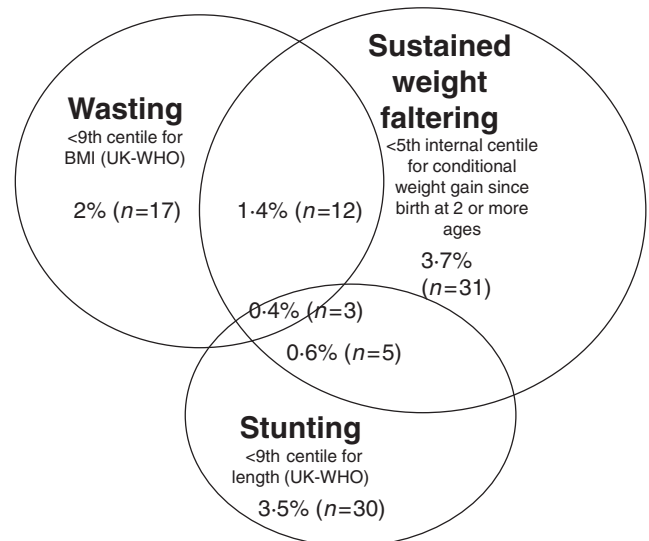 Wasting
<9th centile for
BMI (UK-WHO)
2% (n=17)
Sustained
weight
faltering
<5th internal centile
for conditional
weight gain since
birth at 2 or more
ages
3·7%
(n=31)
1·4% (n=12)
0·4% (n=3)
0·6% (n=5)
Stunting
<9th centile for
length (UK-WHO)
3·5% (n=30)